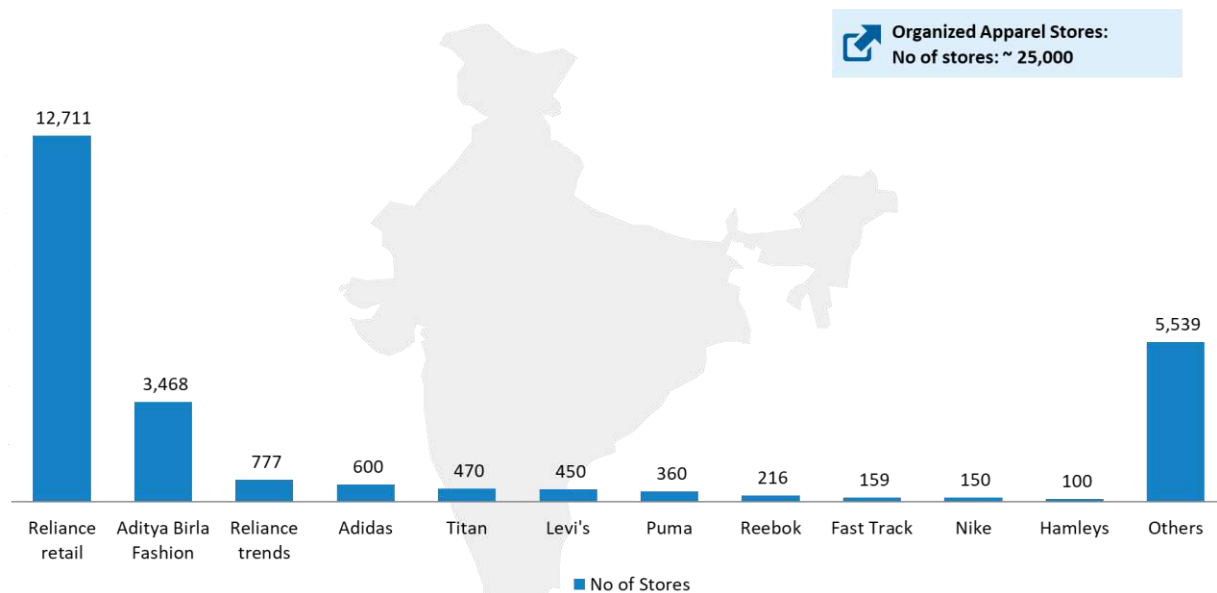 Organized Apparel Stores:
No of stores: ~ 25,000
12,711
3,468
777
600
470
450
360
216
159
150
100
5,539
Reliance
retail
Aditya Birla
Fashion
Reliance
trends
Adidas
Titan
Levi's
Puma
Reebok
Fast Track
Nike
Hamleys
Others
No of Stores